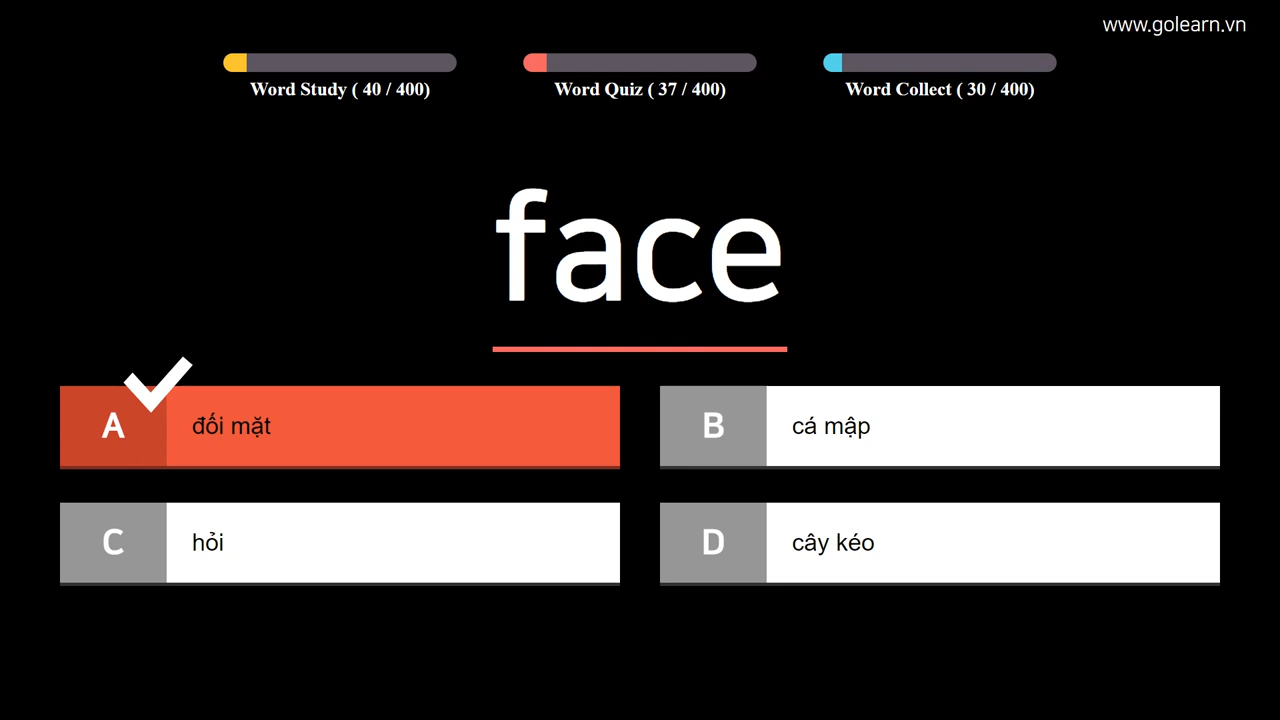 www.golearn.vn
Word Study ( 40 / 400)
Word Quiz ( 37 / 400)
Word Collect ( 30 / 400)
face
A đối mặt
B cá mập
C hỏi
D cây kéo